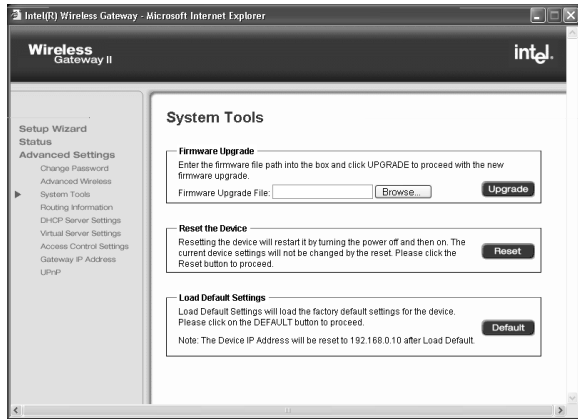 Intel(R) Wireless Gateway - Microsoft Internet Explorer
Wireless
Gateway II
intel.
Setup Wizard
Status
Advanced Settings
Change Password
Advanced Wireless
System Tools
Routing Information
DHCP Server Settings
Virtual Server Settings
Access Control Settings
Gateway IP Address
UPnP
System Tools
Firmware Upgrade
Enter the firmware file path into the box and click UPGRADE to proceed with the new
firmware upgrade.
Firmware Upgrade File:
Browse...
Upgrade
Reset the Device
Resetting the device will restart it by turning the power off and then on. The
current device settings will not be changed by the reset. Please click the
Reset button to proceed.
Reset
Load Default Settings
Load Default Settings will load the factory default settings for the device.
Please click on the DEFAULT button to proceed.
Note: The Device IP Address will be reset to 192.168.0.10 after Load Default.
Default